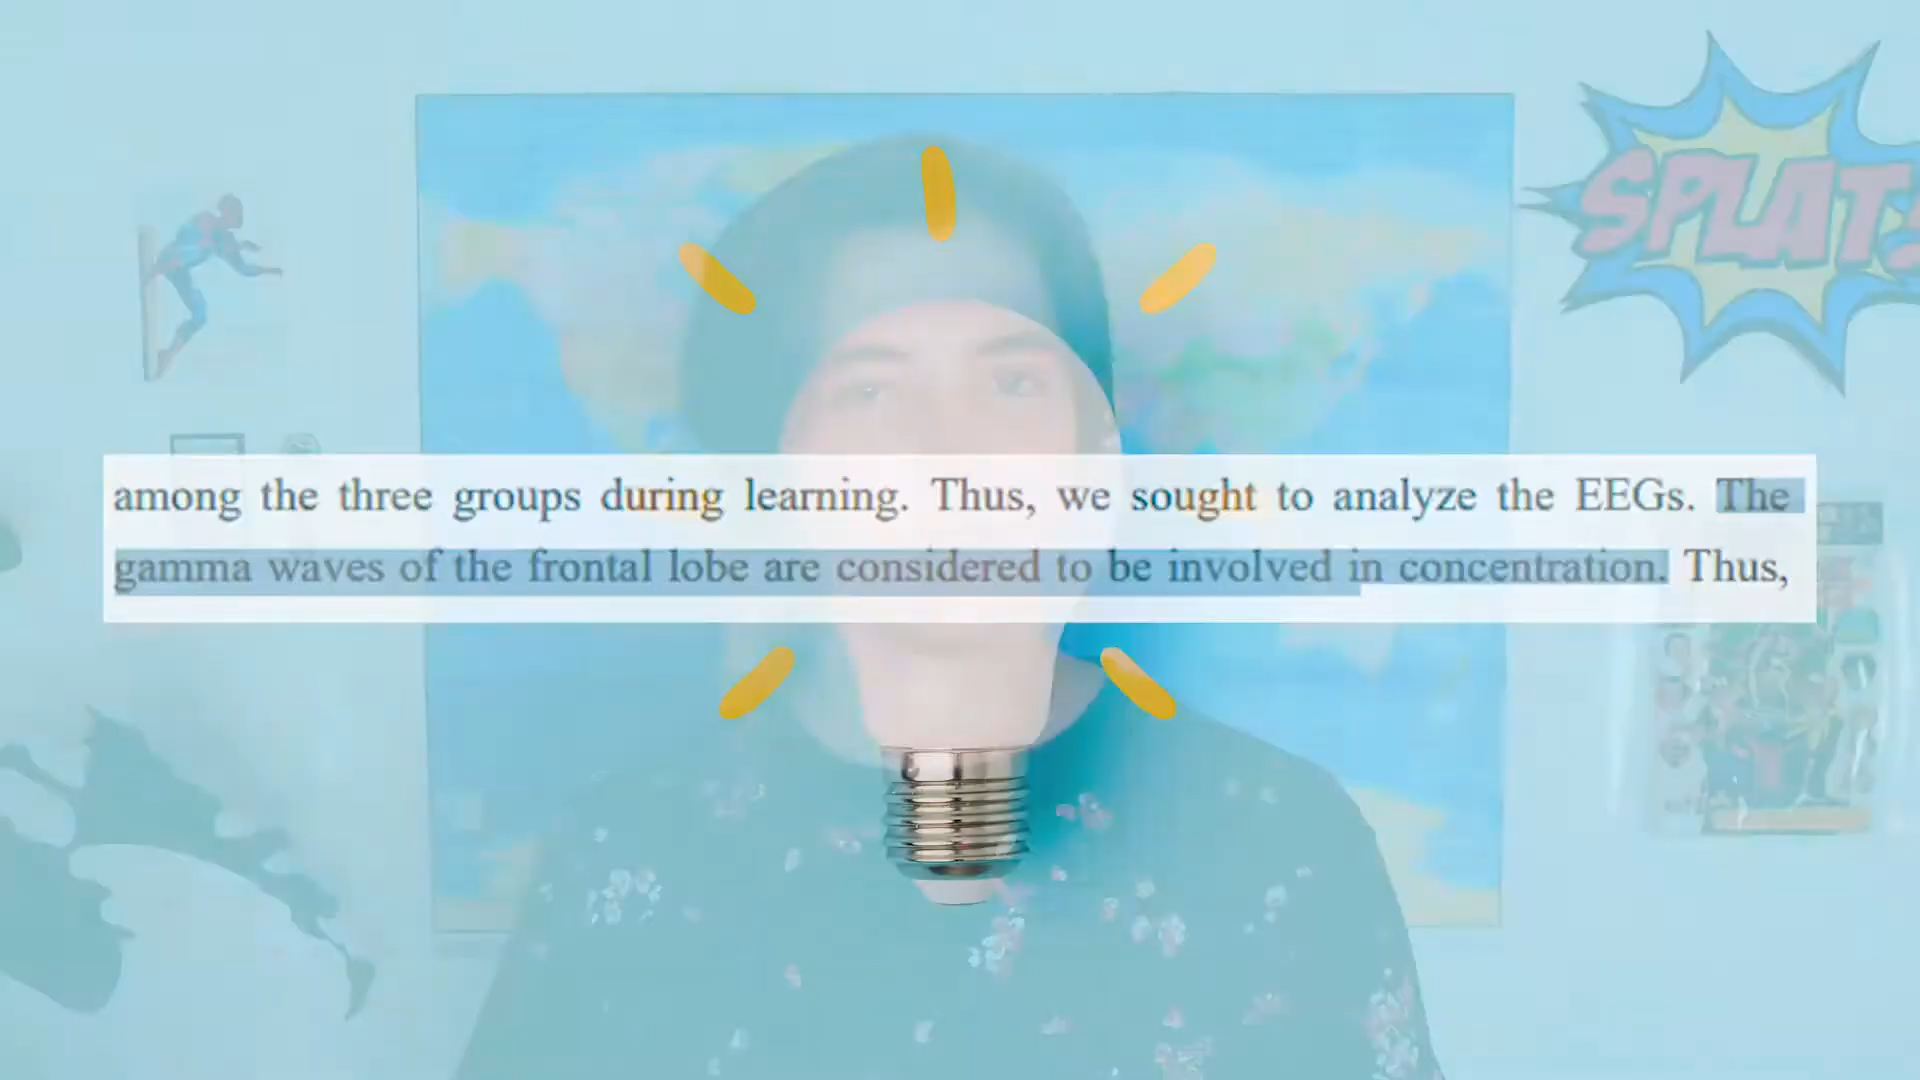 SPLAT!
among the three groups during learning. Thus, we sought to analyze the EEGs. The
gamma waves of the frontal lobe are considered to be involved in concentration. Thus,